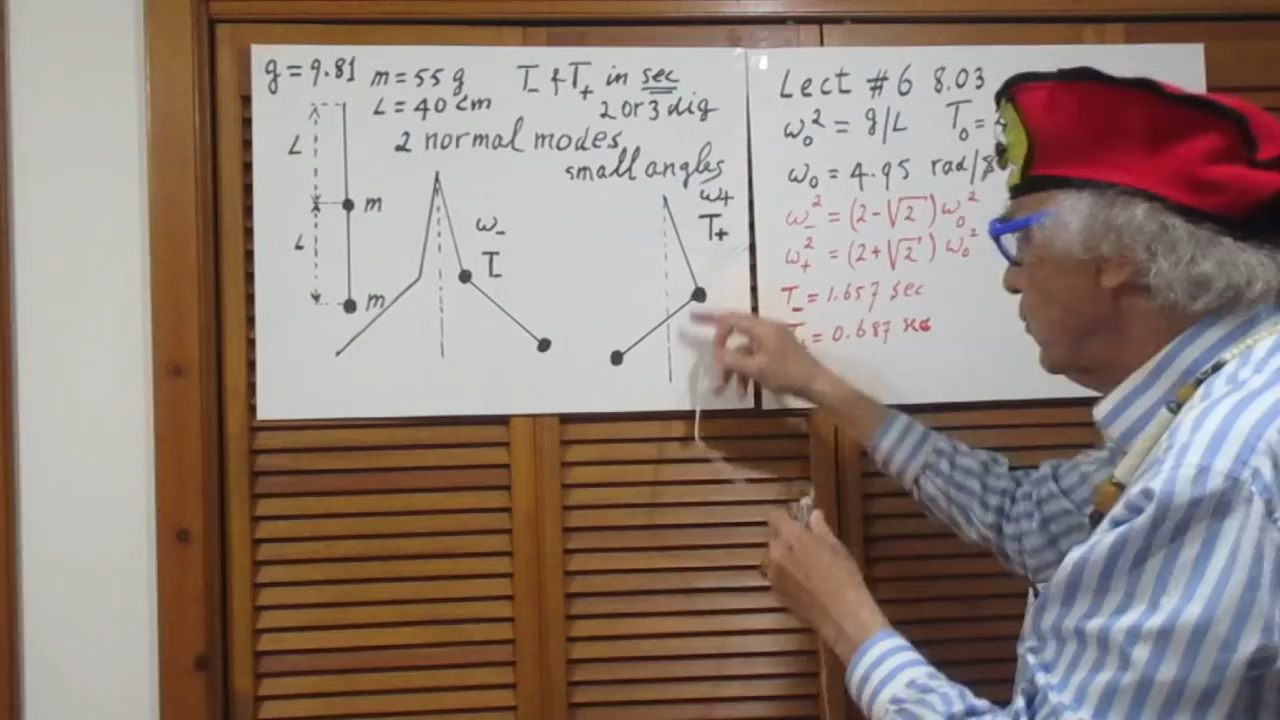 g = 9.81 m = 55 g T₋ & T₊ in sec
L = 40 cm 2 or 3 dig
2 normal modes
small angles
L
m
L
m
ω₋
T₋
ω₊
T₊
Lect # 6 8.03
ω₀² = g/L T₀ =
ω₀ = 4.95 rad/s
ω₋² = (2-√2) ω₀²
ω₊² = (2+√2) ω₀²
T₋ = 1.657 sec
= 0.687 sec